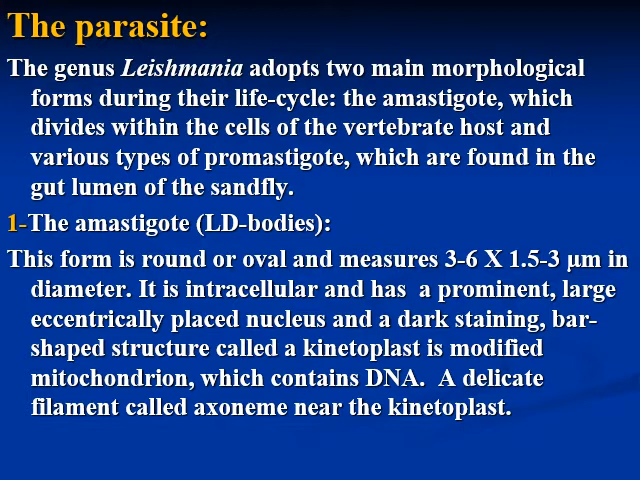 The parasite:
The genus Leishmania adopts two main morphological
forms during their life-cycle: the amastigote, which
divides within the cells of the vertebrate host and
various types of promastigote, which are found in the
gut lumen of the sandfly.
1-The amastigote (LD-bodies):
This form is round or oval and measures 3-6 X 1.5-3 µm in
diameter. It is intracellular and has  a prominent, large
eccentrically placed nucleus and a dark staining, bar-
shaped structure called a kinetoplast is modified
mitochondrion, which contains DNA.  A delicate
filament called axoneme near the kinetoplast.